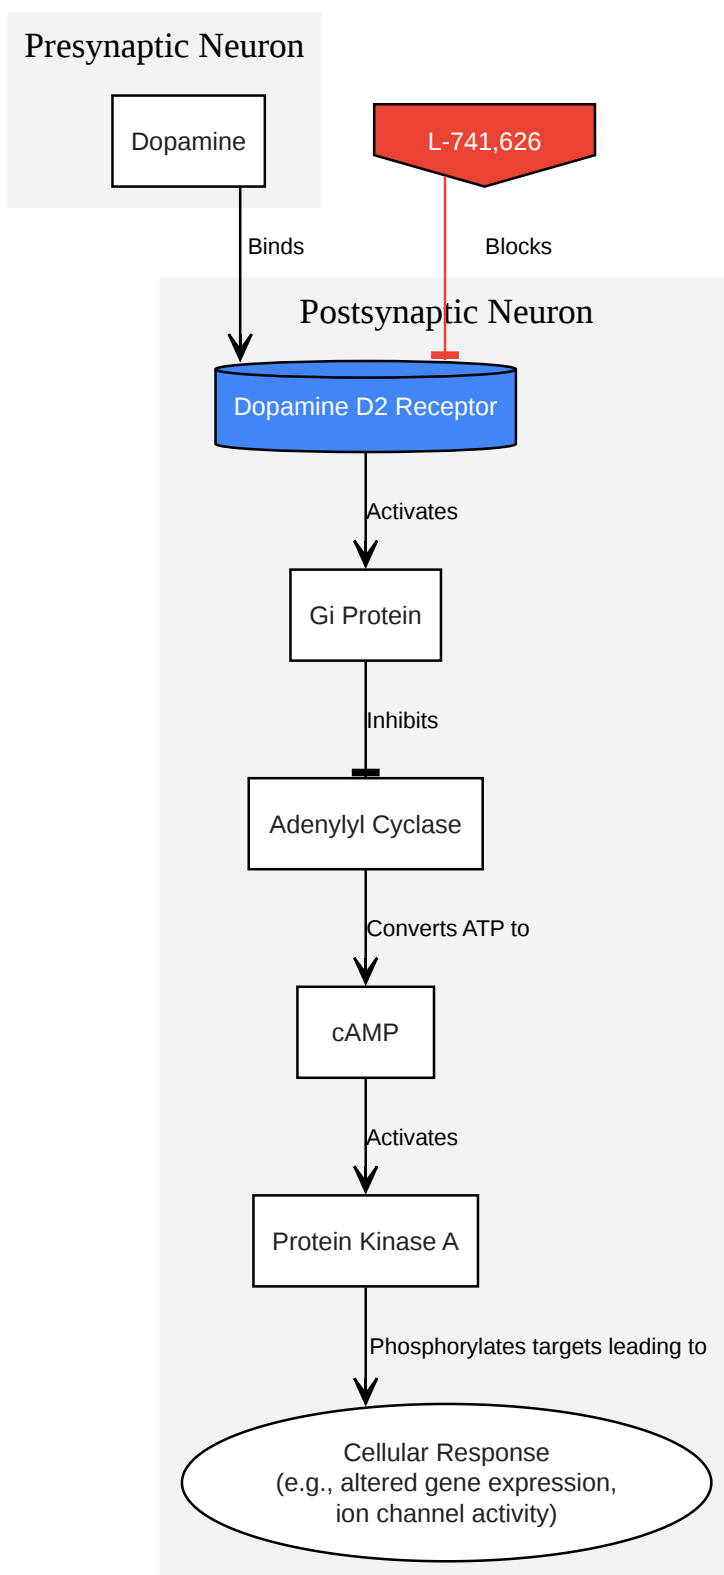 Presynaptic Neuron
Dopamine
L-741,626
Binds
Blocks
Postsynaptic Neuron
Dopamine D2 Receptor
Activates
Gi Protein
Inhibits
Adenylyl Cyclase
Converts ATP to
cAMP
Activates
Protein Kinase A
Phosphorylates targets leading to
Cellular Response
(e.g., altered gene expression,
ion channel activity)